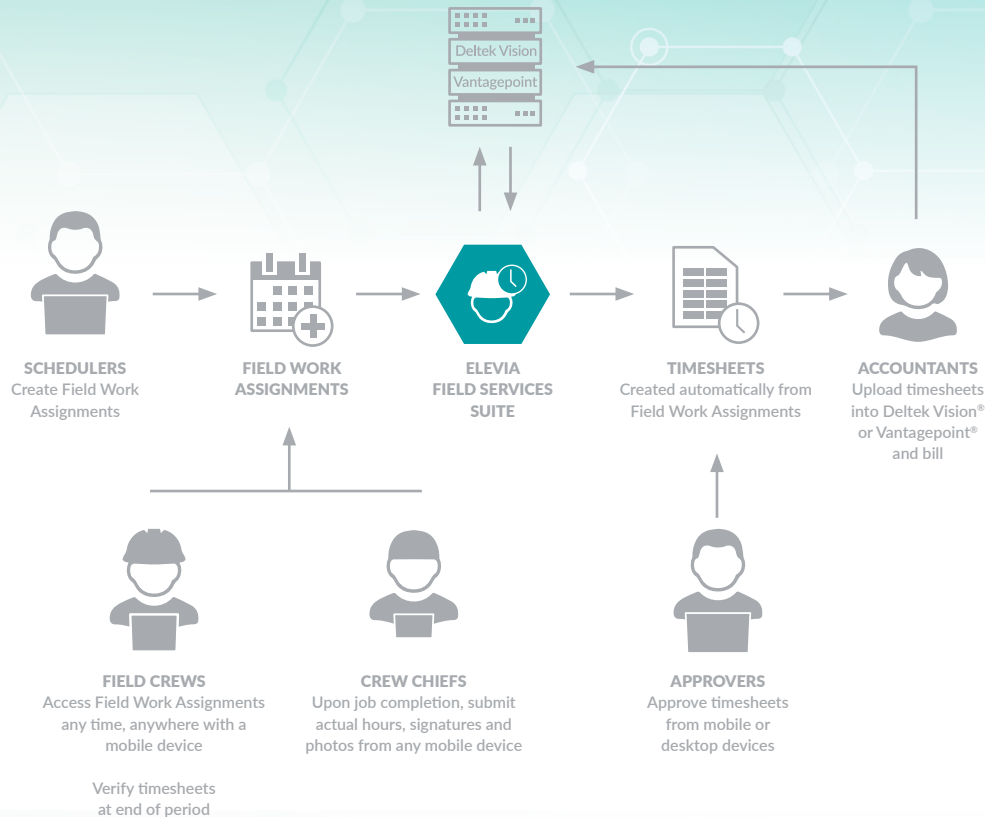 Deltek Vision
Vantagepoint
SCHEDULERS
Create Field Work
Assignments
FIELD WORK
ASSIGNMENTS
ELEVIA
FIELD SERVICES
SUITE
TIMESHEETS
Created automatically from
Field Work Assignments
ACCOUNTANTS
Upload timesheets
into Deltek Vision®
or Vantagepoint®
and bill
FIELD CREWS
Access Field Work Assignments
any time, anywhere with a
mobile device
Verify timesheets
at end of period
CREW CHIEFS
Upon job completion, submit
actual hours, signatures and
photos from any mobile device
APPROVERS
Approve timesheets
from mobile or
desktop devices